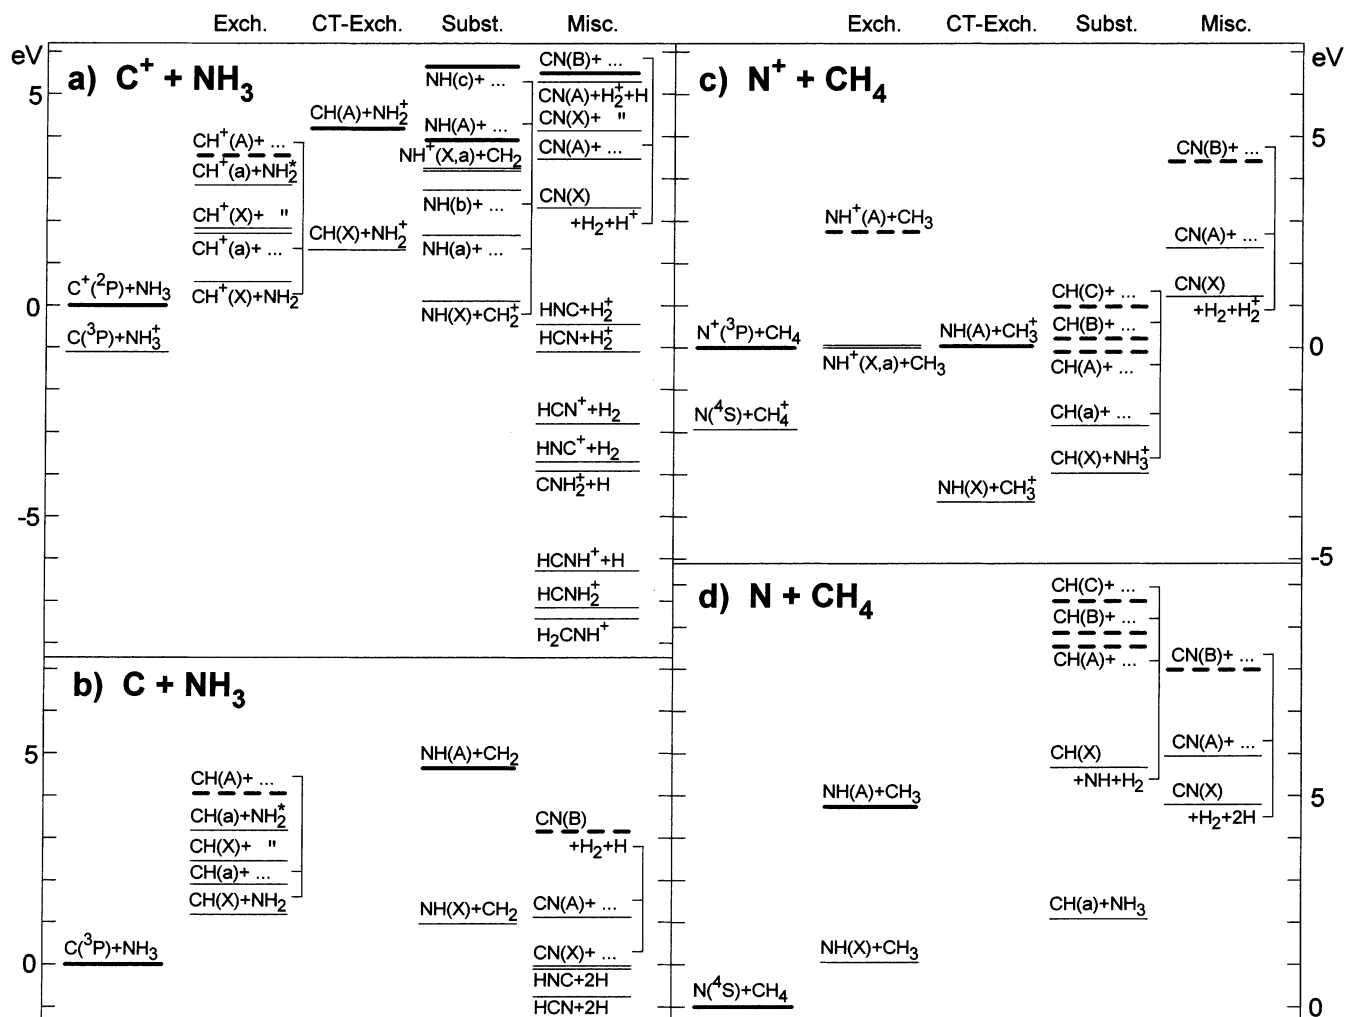 Exch. CT-Exch. Subst. Misc. Exch. CT-Exch. Subst. Misc.
eV
a) C⁺ + NH₃
5
0
-5
CH⁺(A)+ ...
CH⁺(a)+NH₂*
CH⁺(X)+ "
CH⁺(a)+ ...
CH⁺(X)+NH₂
C⁺(²P)+NH₃
C(³P)+NH₃⁺
CH(A)+NH₂⁺
CH(X)+NH₂⁺
NH(c)+ ...
NH(A)+ ...
NH⁺(X,a)+CH₂
NH(b)+ ...
NH(a)+ ...
NH(X)+CH₂⁺
CN(B)+ ...
CN(A)+H₂⁺+H
CN(X)+ "
CN(A)+ ...
CN(X)
+H₂+H⁺
HNC+H₂⁺
HCN+H₂⁺
HCN⁺+H₂
HNC⁺+H₂
CNH₂⁺+H
HCNH⁺+H
HCNH₂⁺
H₂CNH⁺
b) C + NH₃
5
0
CH(A)+ ...
CH(a)+NH₂*
CH(X)+ "
CH(a)+ ...
CH(X)+NH₂
C(³P)+NH₃
NH(A)+CH₂
NH(X)+CH₂
CN(B)
+H₂+H
CN(A)+ ...
CN(X)+ ...
HNC+2H
HCN+2H
c) N⁺ + CH₄
eV
5
0
-5
N⁺(³P)+CH₄
N(⁴S)+CH₄⁺
NH⁺(A)+CH₃
NH⁺(X,a)+CH₃
NH(A)+CH₃⁺
NH(X)+CH₃⁺
CH(C)+ ...
CH(B)+ ...
CH(A)+ ...
CH(a)+ ...
CH(X)+NH₃⁺
CN(B)+ ...
CN(A)+ ...
CN(X)
+H₂+H₂⁺
d) N + CH₄
5
0
N(⁴S)+CH₄
NH(A)+CH₃
NH(X)+CH₃
CH(C)+ ...
CH(B)+ ...
CH(A)+ ...
CH(X)
+NH+H₂
CH(a)+NH₃
CN(B)+ ...
CN(A)+ ...
CN(X)
+H₂+2H